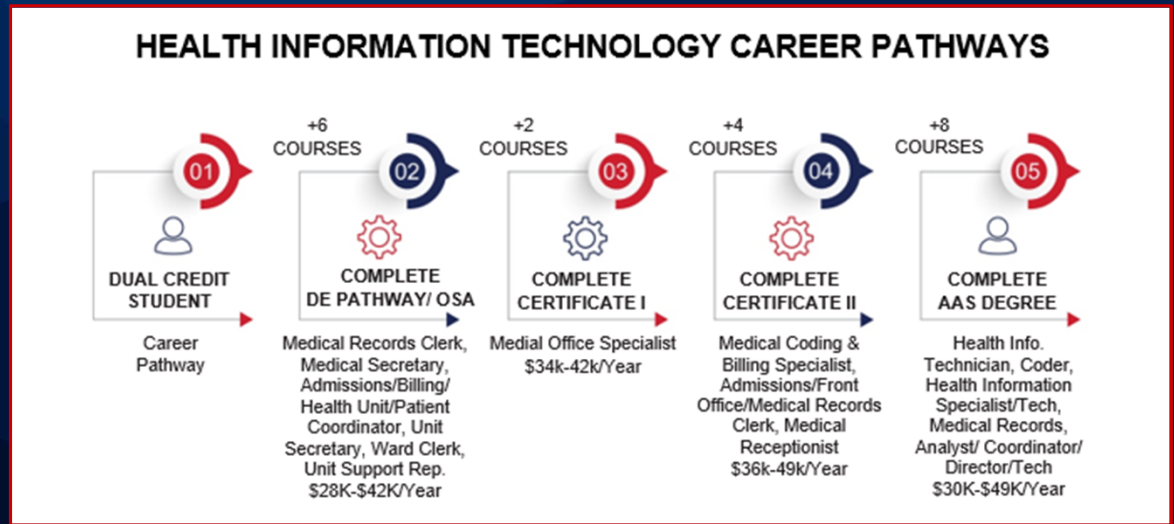 HEALTH INFORMATION TECHNOLOGY CAREER PATHWAYS
01
DUAL CREDIT
STUDENT
Career
Pathway
+6
COURSES
02
COMPLETE
DE PATHWAY/ OSA
Medical Records Clerk,
Medical Secretary,
Admissions/Billing/
Health Unit/Patient
Coordinator, Unit
Secretary, Ward Clerk,
Unit Support Rep.
$28K-$42K/Year
+2
COURSES
03
COMPLETE
CERTIFICATE I
Medial Office Specialist
$34k-42k/Year
+4
COURSES
04
COMPLETE
CERTIFICATE II
Medical Coding &
Billing Specialist,
Admissions/Front
Office/Medical Records
Clerk, Medical
Receptionist
$36k-49k/Year
+8
COURSES
05
COMPLETE
AAS DEGREE
Health Info.
Technician, Coder,
Health Information
Specialist/Tech,
Medical Records,
Analyst/ Coordinator/
Director/Tech
$30K-$49K/Year